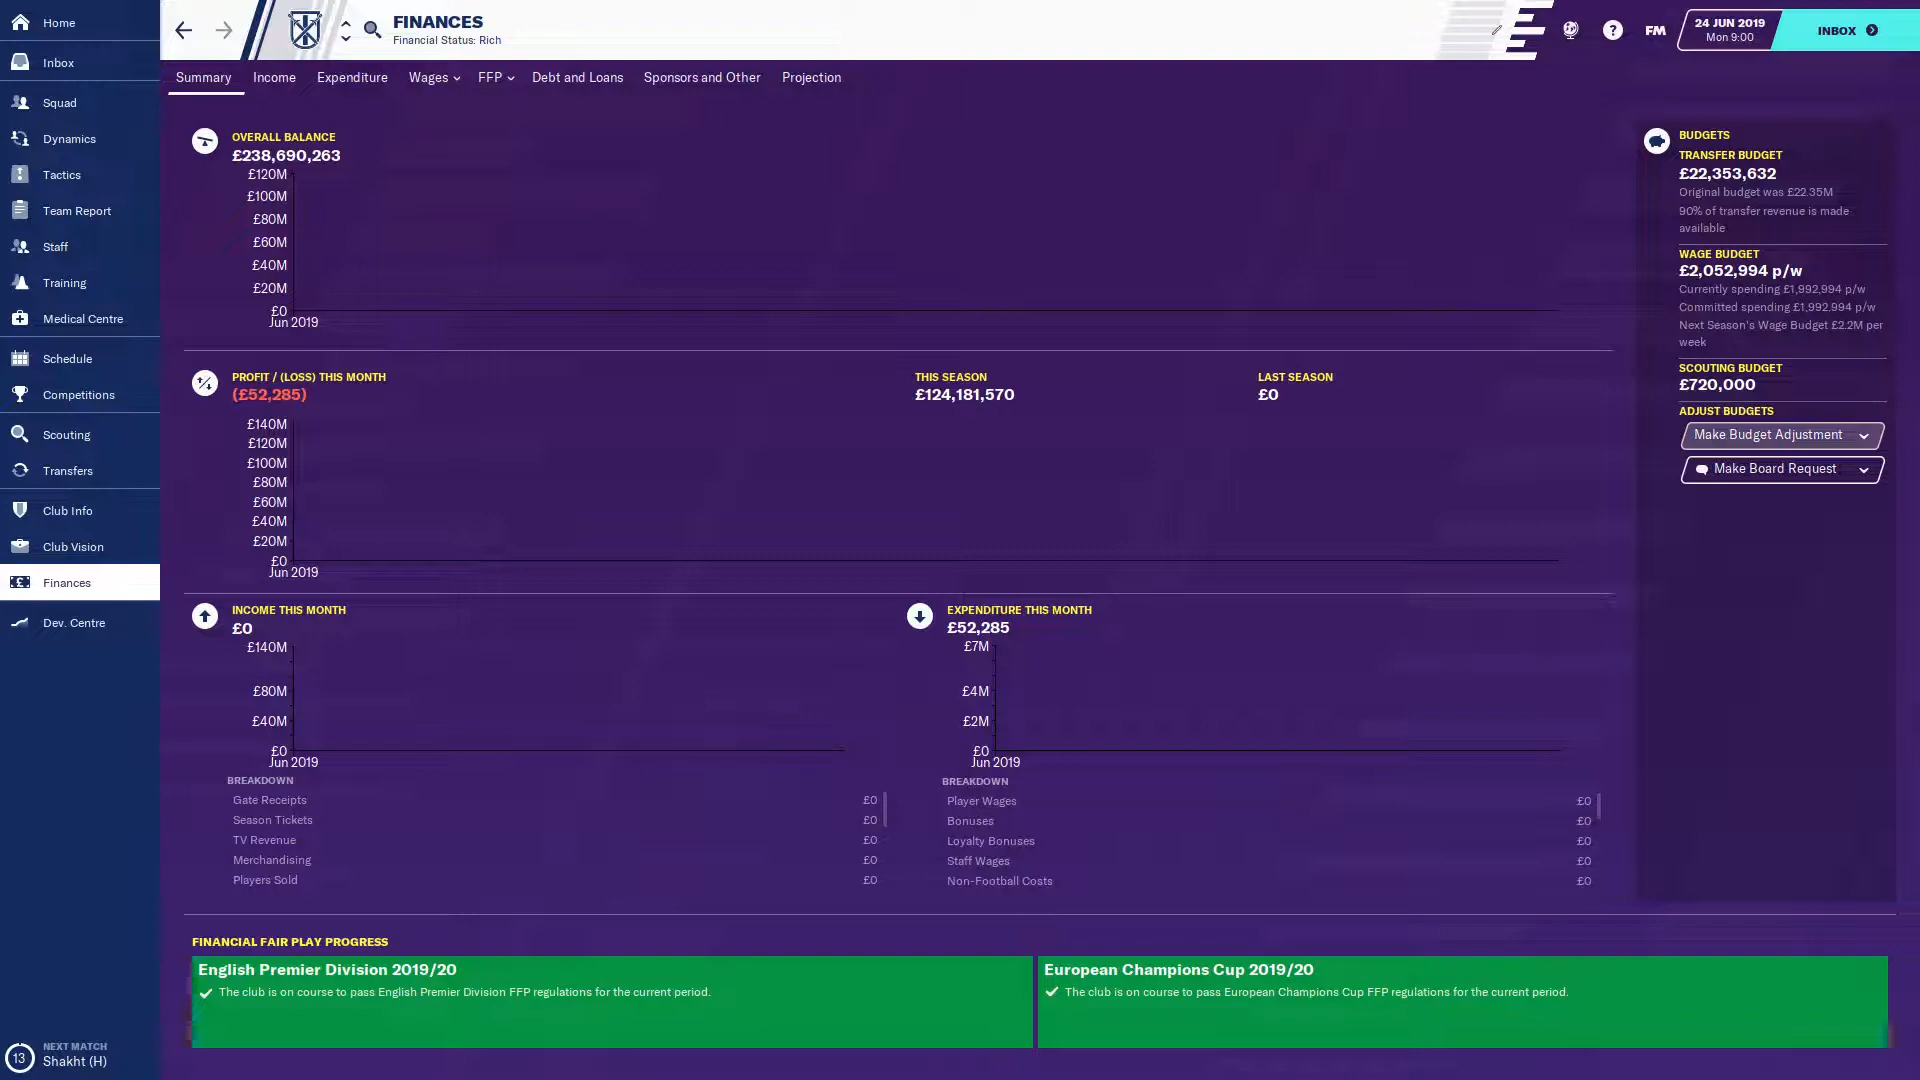 Home
Inbox
Squad
Dynamics
Tactics
Team Report
Staff
Training
Medical Centre
Schedule
Competitions
Scouting
Transfers
Club Info
Club Vision
Finances
Dev. Centre
13
NEXT MATCH
Shakht (H)
FINANCES
Financial Status: Rich
?
FM
24 JUN 2019
Mon 9:00
INBOX
Summary
Income
Expenditure
Wages
FFP
Debt and Loans
Sponsors and Other
Projection
OVERALL BALANCE
£238,690,263
£120M
£100M
£80M
£60M
£40M
£20M
£0
Jun 2019
PROFIT / (LOSS) THIS MONTH
(£52,285)
THIS SEASON
£124,181,570
LAST SEASON
£0
£140M
£120M
£100M
£80M
£60M
£40M
£20M
£0
Jun 2019
INCOME THIS MONTH
£0
£140M
£80M
£40M
£0
Jun 2019
BREAKDOWN
Gate Receipts £0
Season Tickets £0
TV Revenue £0
Merchandising £0
Players Sold £0
EXPENDITURE THIS MONTH
£52,285
£7M
£4M
£2M
£0
Jun 2019
BREAKDOWN
Player Wages £0
Bonuses £0
Loyalty Bonuses £0
Staff Wages £0
Non-Football Costs £0
BUDGETS
TRANSFER BUDGET
£22,353,632
Original budget was £22.35M
90% of transfer revenue is made
available
WAGE BUDGET
£2,052,994 p/w
Currently spending £1,992,994 p/w
Committed spending £1,992,994 p/w
Next Season's Wage Budget £2.2M per
week
SCOUTING BUDGET
£720,000
ADJUST BUDGETS
Make Budget Adjustment
Make Board Request
FINANCIAL FAIR PLAY PROGRESS
English Premier Division 2019/20
The club is on course to pass English Premier Division FFP regulations for the current period.
European Champions Cup 2019/20
The club is on course to pass European Champions Cup FFP regulations for the current period.